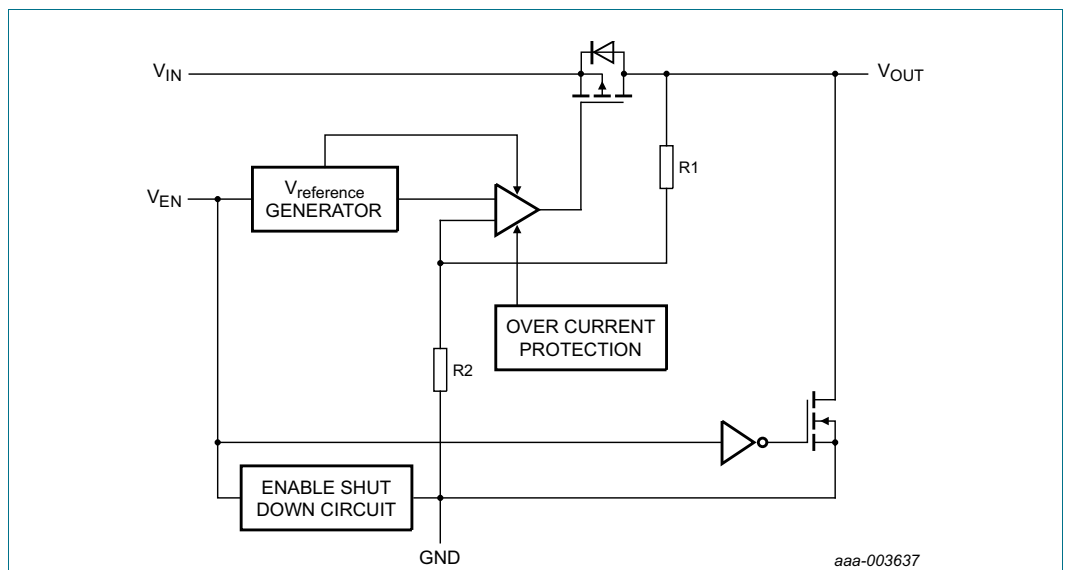 VIN
VOUT
R1
VEN
Vreference
GENERATOR
OVER CURRENT
PROTECTION
R2
ENABLE SHUT
DOWN CIRCUIT
GND
aaa-003637